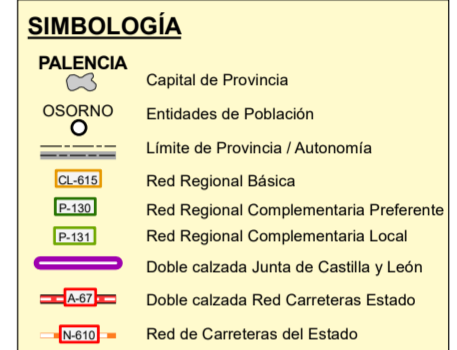 SIMBOLOGÍA
PALENCIA
Capital de Provincia
OSORNO
Entidades de Población
Límite de Provincia / Autonomía
CL-615 Red Regional Básica
P-130 Red Regional Complementaria Preferente
P-131 Red Regional Complementaria Local
Doble calzada Junta de Castilla y León
A-67 Doble calzada Red Carreteras Estado
N-610 Red de Carreteras del Estado